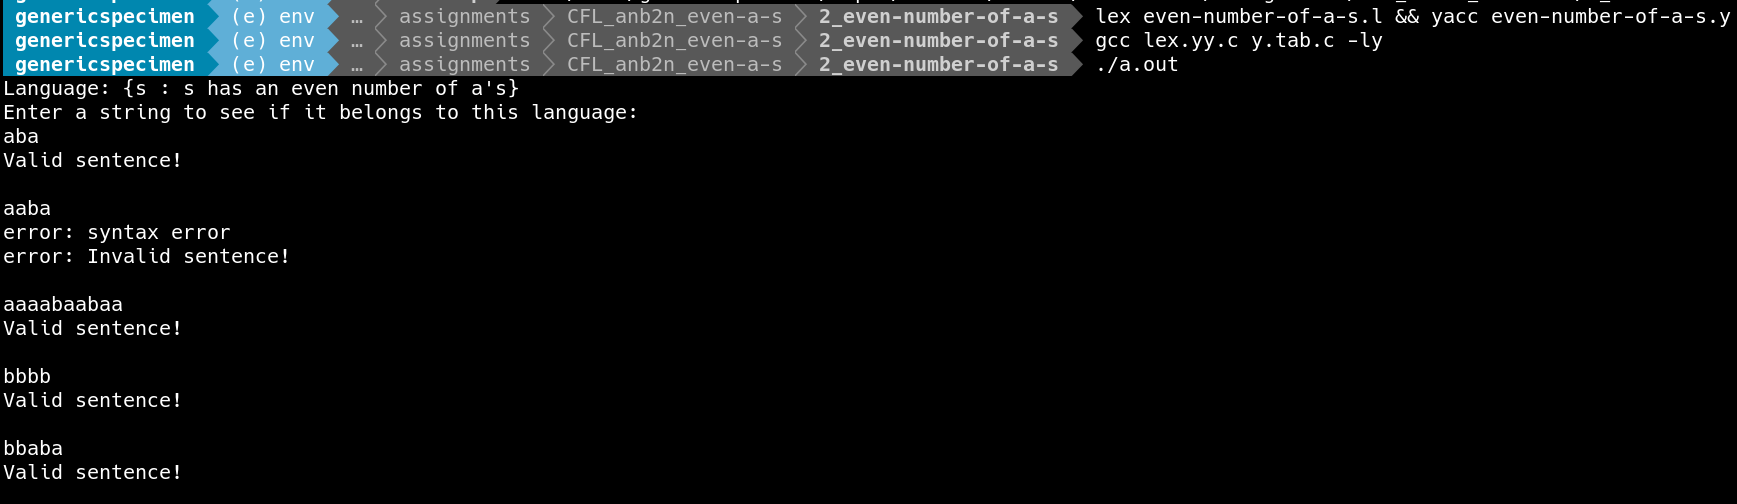 genericspecimen (e) env … assignments CFL_anb2n_even-a-s 2_even-number-of-a-s lex even-number-of-a-s.l && yacc even-number-of-a-s.y
genericspecimen (e) env … assignments CFL_anb2n_even-a-s 2_even-number-of-a-s gcc lex.yy.c y.tab.c -ly
genericspecimen (e) env … assignments CFL_anb2n_even-a-s 2_even-number-of-a-s ./a.out
Language: {s : s has an even number of a's}
Enter a string to see if it belongs to this language:
aba
Valid sentence!
aaba
error: syntax error
error: Invalid sentence!
aaaabaabaa
Valid sentence!
bbbb
Valid sentence!
bbaba
Valid sentence!